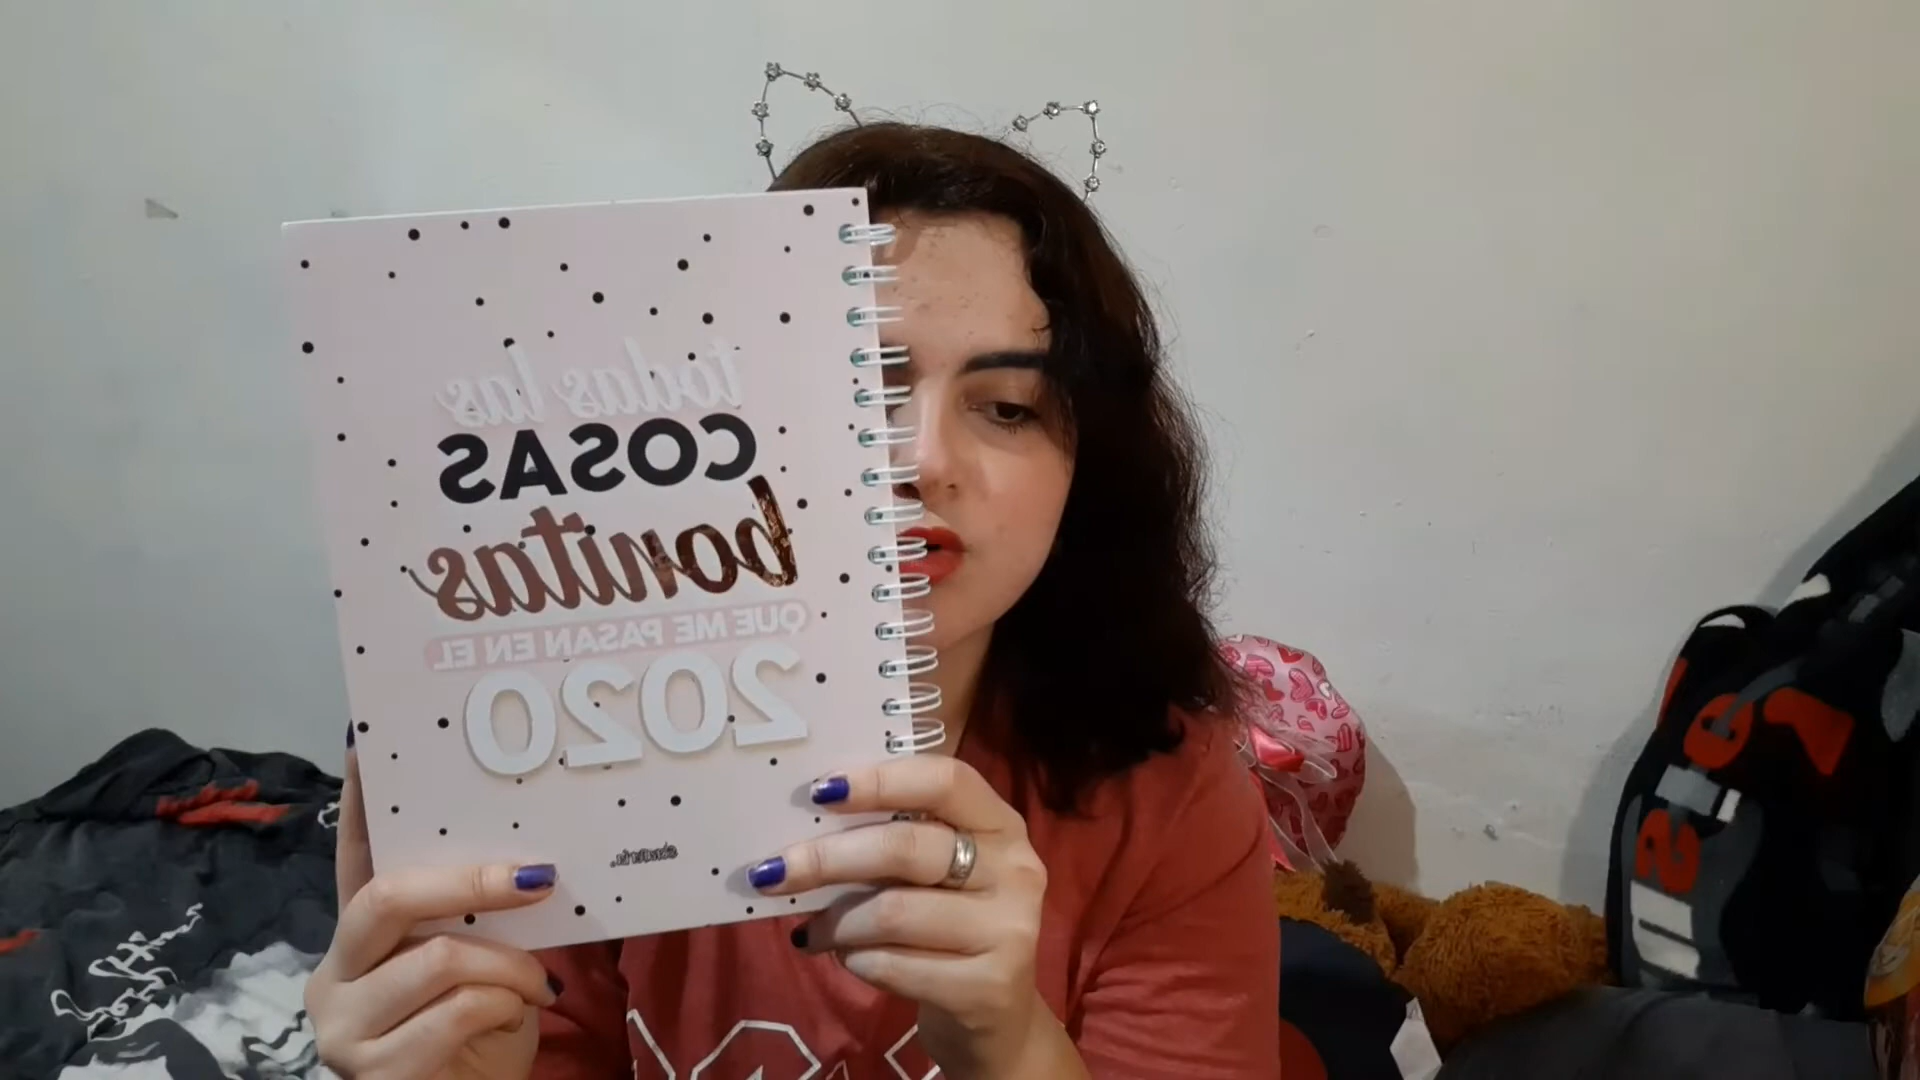 todas las
COSAS
bonitas
QUE ME PASAN EN EL
2020